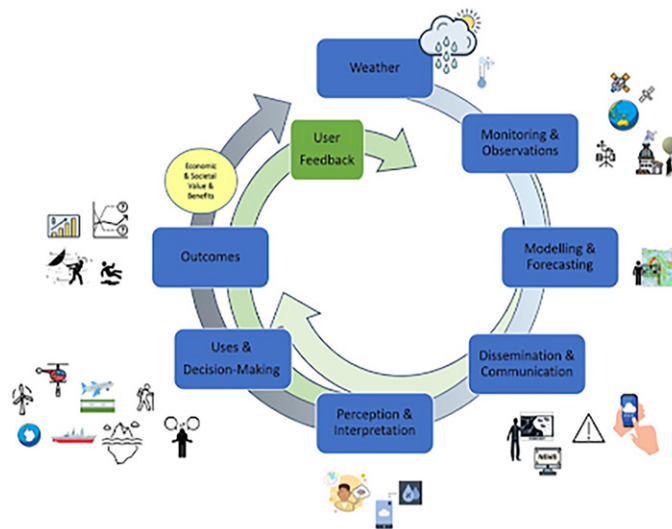 Weather
Monitoring &
Observations
Modelling &
Forecasting
Dissemination &
Communication
Perception &
Interpretation
Uses &
Decision-Making
Outcomes
Economic
& Societal
Value &
Benefits
User
Feedback
NEWS